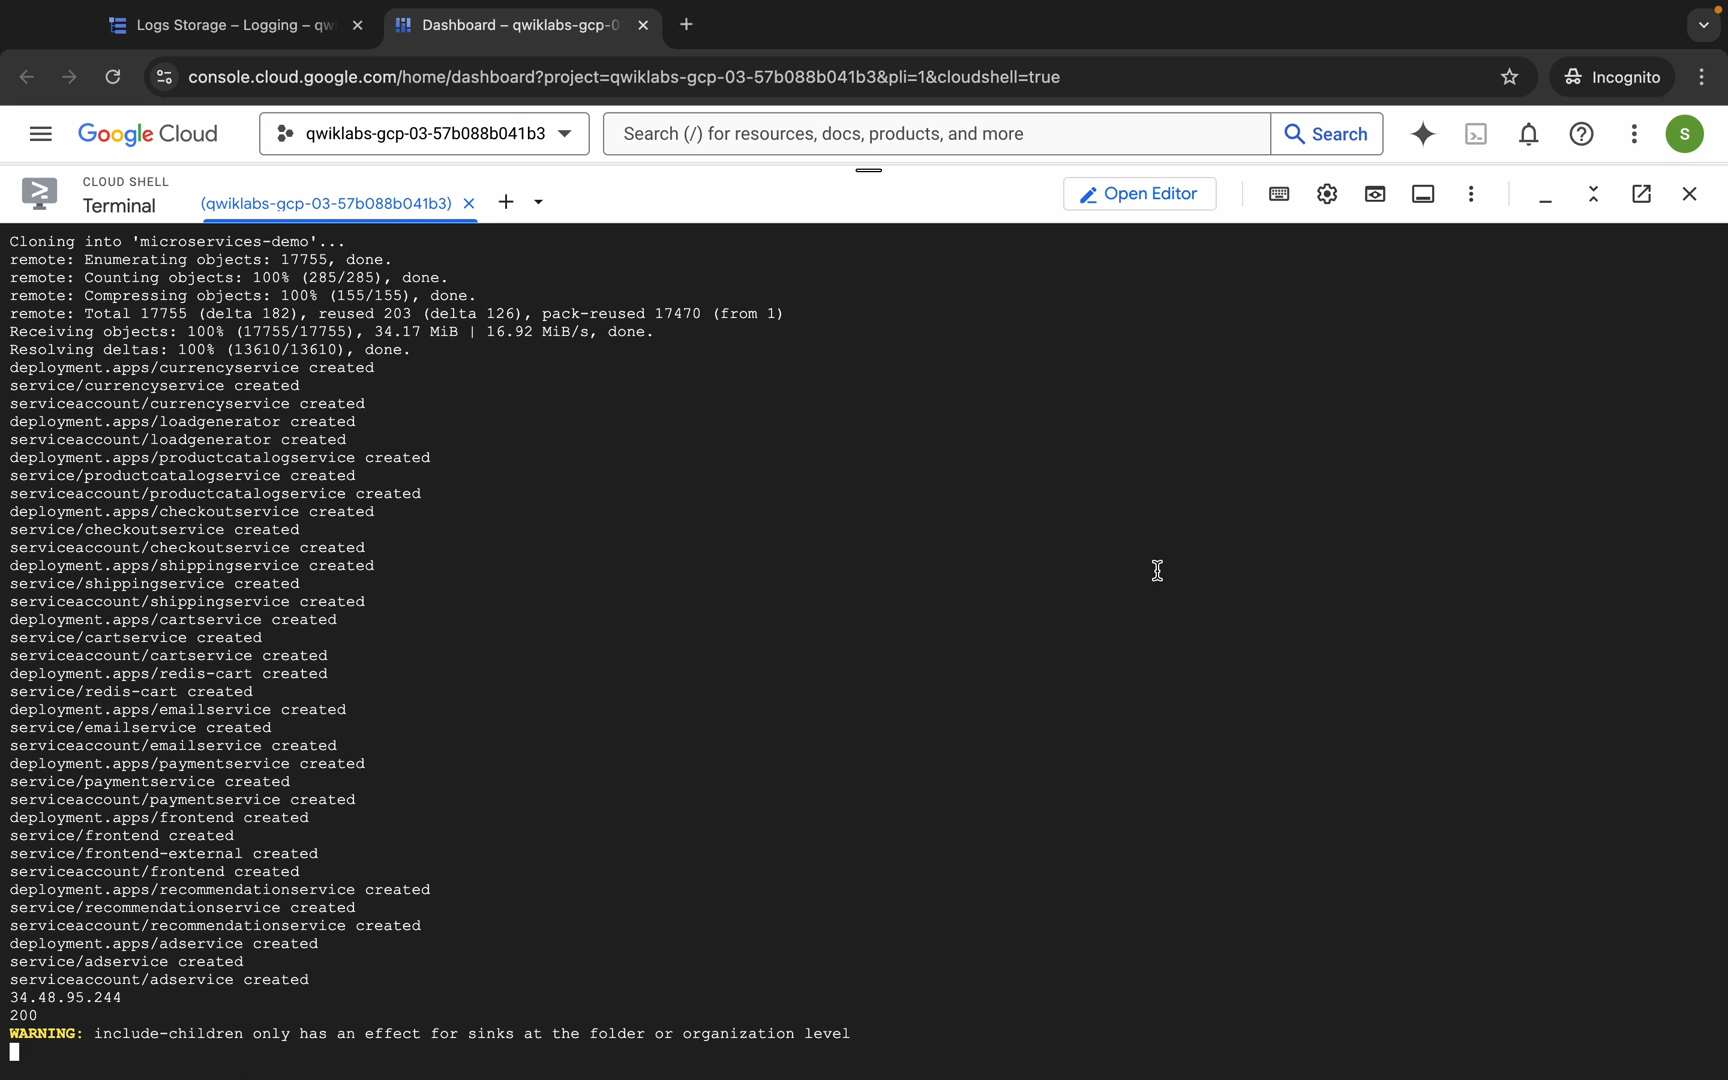 Logs Storage – Logging – qw
Dashboard – qwiklabs-gcp-0
console.cloud.google.com/home/dashboard?project=qwiklabs-gcp-03-57b088b041b3&pli=1&cloudshell=true
Incognito
Google Cloud
qwiklabs-gcp-03-57b088b041b3
Search (/) for resources, docs, products, and more
Search
S
CLOUD SHELL
Terminal
(qwiklabs-gcp-03-57b088b041b3)
Open Editor
Cloning into 'microservices-demo'...
remote: Enumerating objects: 17755, done.
remote: Counting objects: 100% (285/285), done.
remote: Compressing objects: 100% (155/155), done.
remote: Total 17755 (delta 182), reused 203 (delta 126), pack-reused 17470 (from 1)
Receiving objects: 100% (17755/17755), 34.17 MiB | 16.92 MiB/s, done.
Resolving deltas: 100% (13610/13610), done.
deployment.apps/currencyservice created
service/currencyservice created
serviceaccount/currencyservice created
deployment.apps/loadgenerator created
serviceaccount/loadgenerator created
deployment.apps/productcatalogservice created
service/productcatalogservice created
serviceaccount/productcatalogservice created
deployment.apps/checkoutservice created
service/checkoutservice created
serviceaccount/checkoutservice created
deployment.apps/shippingservice created
service/shippingservice created
serviceaccount/shippingservice created
deployment.apps/cartservice created
service/cartservice created
serviceaccount/cartservice created
deployment.apps/redis-cart created
service/redis-cart created
deployment.apps/emailservice created
service/emailservice created
serviceaccount/emailservice created
deployment.apps/paymentservice created
service/paymentservice created
serviceaccount/paymentservice created
deployment.apps/frontend created
service/frontend created
service/frontend-external created
serviceaccount/frontend created
deployment.apps/recommendationservice created
service/recommendationservice created
serviceaccount/recommendationservice created
deployment.apps/adservice created
service/adservice created
serviceaccount/adservice created
34.48.95.244
200
WARNING: include-children only has an effect for sinks at the folder or organization level